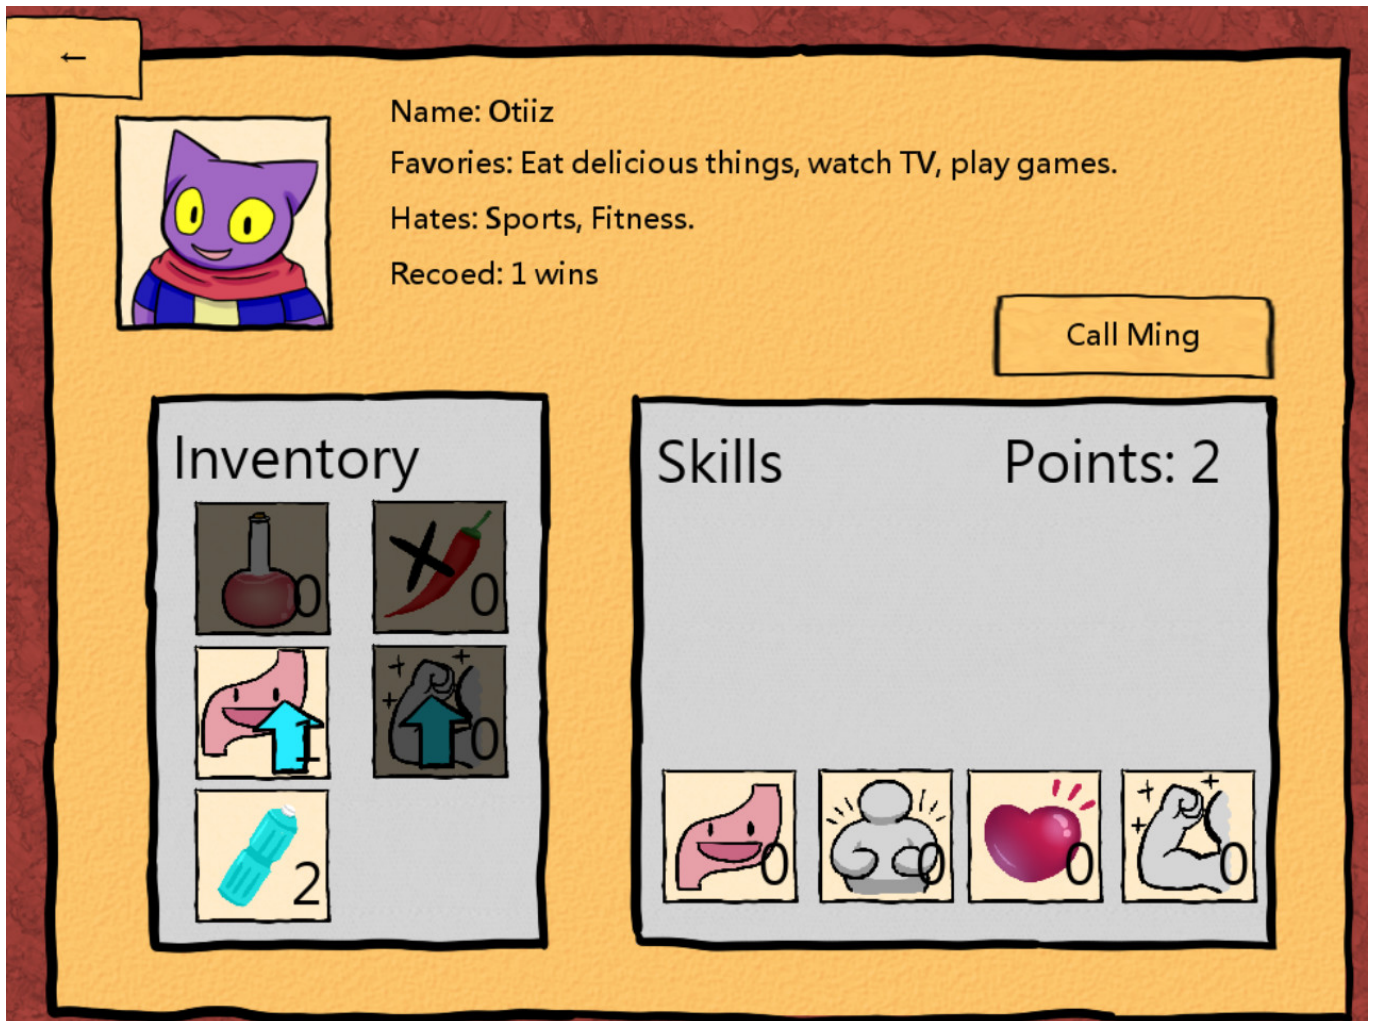 ←
Name: Otiiz
Favories: Eat delicious things, watch TV, play games.
Hates: Sports, Fitness.
Recoed: 1 wins
Call Ming
Inventory
0 0
1 0
2
Skills Points: 2
0 0 0 0